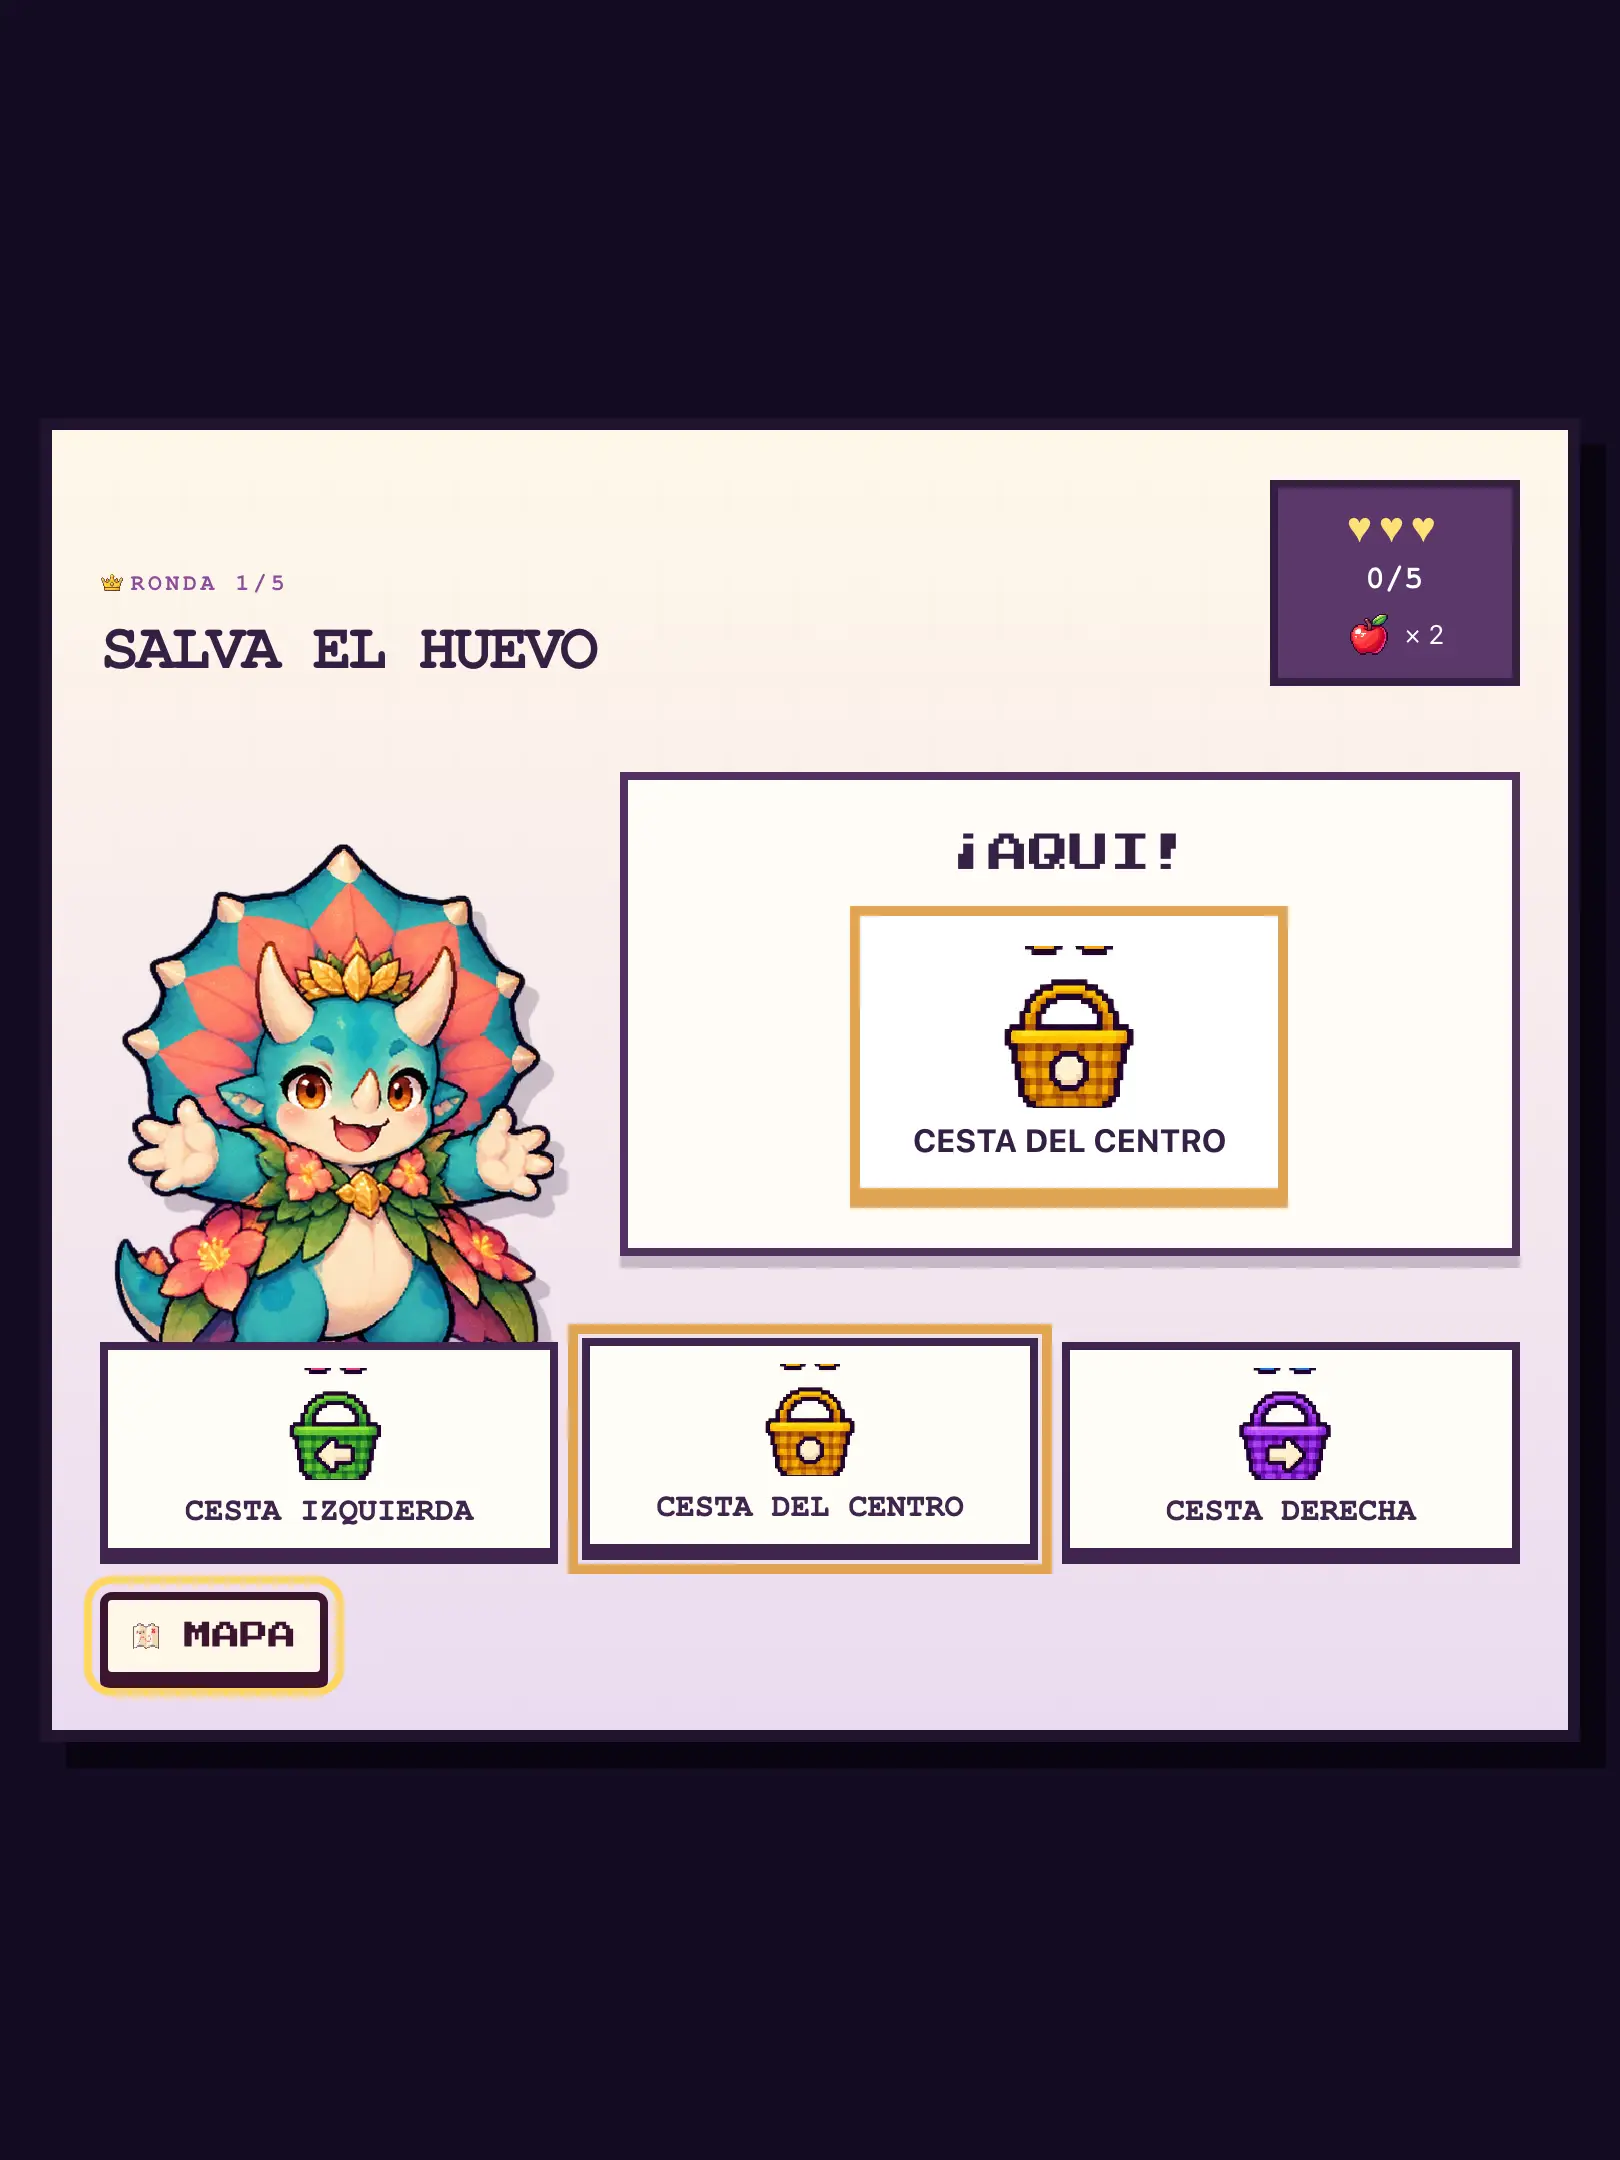 ♥♥♥
0/5
× 2
RONDA 1/5
SALVA EL HUEVO
¡AQUI!
CESTA DEL CENTRO
CESTA IZQUIERDA
CESTA DEL CENTRO
CESTA DERECHA
MAPA